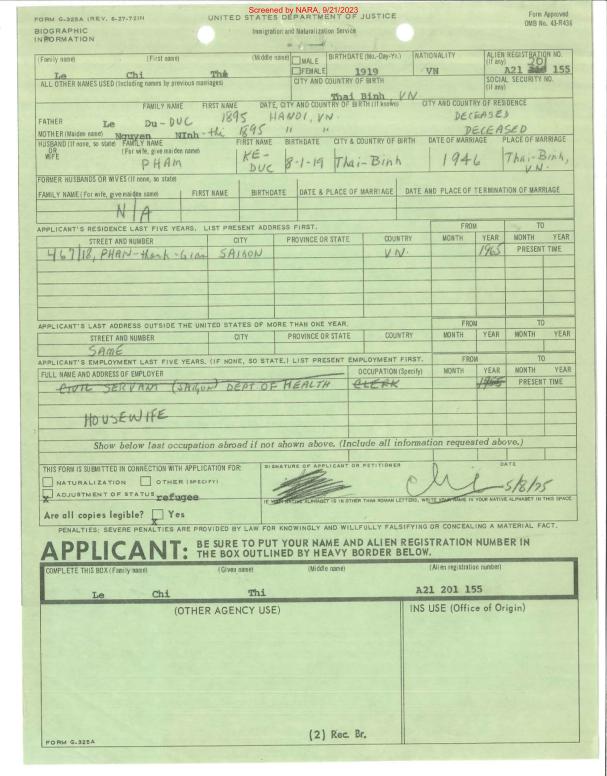 Screened by NARA, 9/21/2023
FORM G-325A (REV. 6-27-72)N
UNITED STATES DEPARTMENT OF JUSTICE
Form Approved
OMB No. 43-R436
BIOGRAPHIC
INFORMATION
Immigration and Naturalization Service
(Family name) (First name) (Middle name) MALE FEMALE BIRTHDATE (Mo.-Day-Yr.) NATIONALITY ALIEN REGISTRATION NO. (If any)
Le Chi Thi 1919 VN A21 201 155
ALL OTHER NAMES USED (Including names by previous marriages) CITY AND COUNTRY OF BIRTH SOCIAL SECURITY NO. (If any)
Thai Binh, VN
FAMILY NAME FIRST NAME DATE, CITY AND COUNTRY OF BIRTH (If known) CITY AND COUNTRY OF RESIDENCE
FATHER Le Du-DUC 1895 HANOI, VN. DECEASED
MOTHER (Maiden name) Nguyen NInh-thi 1895 " " DECEASED
HUSBAND (If none, so state) OR WIFE FAMILY NAME (For wife, give maiden name) FIRST NAME BIRTHDATE CITY & COUNTRY OF BIRTH DATE OF MARRIAGE PLACE OF MARRIAGE
PHAM KE-DUC 8-1-19 Thai-Binh 1946 Thai-Binh, V.N.
FORMER HUSBANDS OR WIVES (If none, so state)
FAMILY NAME (For wife, give maiden name) FIRST NAME BIRTHDATE DATE & PLACE OF MARRIAGE DATE AND PLACE OF TERMINATION OF MARRIAGE
N/A
APPLICANT'S RESIDENCE LAST FIVE YEARS. LIST PRESENT ADDRESS FIRST. FROM TO
STREET AND NUMBER CITY PROVINCE OR STATE COUNTRY MONTH YEAR MONTH YEAR
467/18, PHAN-thanh-Gian SAIGON VN. 1965 PRESENT TIME
APPLICANT'S LAST ADDRESS OUTSIDE THE UNITED STATES OF MORE THAN ONE YEAR. FROM TO
STREET AND NUMBER CITY PROVINCE OR STATE COUNTRY MONTH YEAR MONTH YEAR
SAME
APPLICANT'S EMPLOYMENT LAST FIVE YEARS. (IF NONE, SO STATE.) LIST PRESENT EMPLOYMENT FIRST. FROM TO
FULL NAME AND ADDRESS OF EMPLOYER OCCUPATION (Specify) MONTH YEAR MONTH YEAR
CIVIL SERVANT (SAIGON) DEPT. OF HEALTH CLERK 1965 PRESENT TIME
HOUSEWIFE
Show below last occupation abroad if not shown above. (Include all information requested above.)
THIS FORM IS SUBMITTED IN CONNECTION WITH APPLICATION FOR: SIGNATURE OF APPLICANT OR PETITIONER DATE
NATURALIZATION OTHER (SPECIFY)
x ADJUSTMENT OF STATUS refugee
Chi 5/8/75
IF YOUR NATIVE ALPHABET IS IN OTHER THAN ROMAN LETTERS, WRITE YOUR NAME IN YOUR NATIVE ALPHABET IN THIS SPACE
Are all copies legible? x Yes
PENALTIES: SEVERE PENALTIES ARE PROVIDED BY LAW FOR KNOWINGLY AND WILLFULLY FALSIFYING OR CONCEALING A MATERIAL FACT.
APPLICANT: BE SURE TO PUT YOUR NAME AND ALIEN REGISTRATION NUMBER IN
THE BOX OUTLINED BY HEAVY BORDER BELOW.
COMPLETE THIS BOX (Family name) (Given name) (Middle name) (Alien registration number)
Le Chi Thi A21 201 155
(OTHER AGENCY USE) INS USE (Office of Origin)
(2) Rec. Br.
FORM G-325A